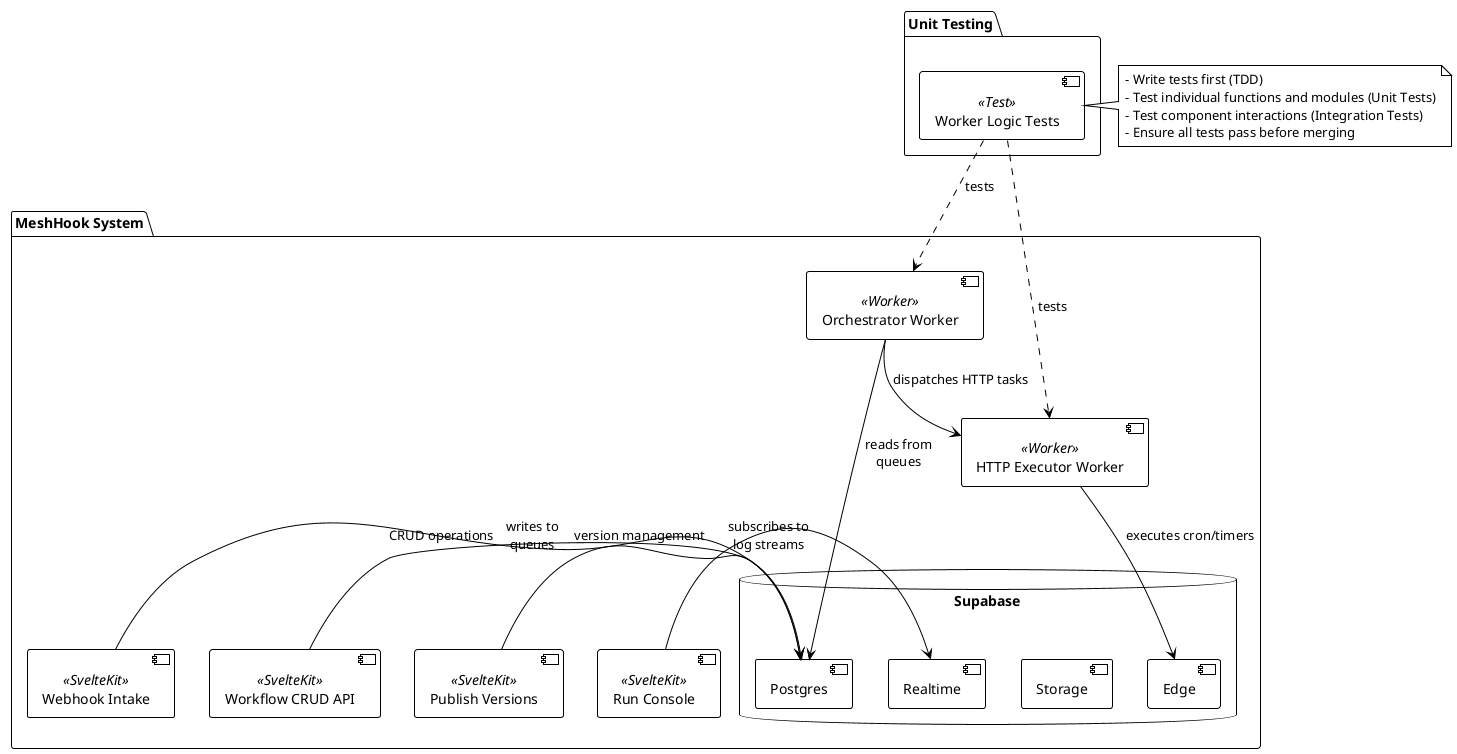 Unit Testing
«Test»
Worker Logic Tests
- Write tests first (TDD)
- Test individual functions and modules (Unit Tests)
- Test component interactions (Integration Tests)
- Ensure all tests pass before merging
tests
MeshHook System
«Worker»
Orchestrator Worker
tests
dispatches HTTP tasks
«Worker»
HTTP Executor Worker
reads from
queues
CRUD operations
writes to
queues
version management
subscribes to
log streams
executes cron/timers
Supabase
«SvelteKit»
Webhook Intake
«SvelteKit»
Workflow CRUD API
«SvelteKit»
Publish Versions
«SvelteKit»
Run Console
Postgres
Realtime
Storage
Edge